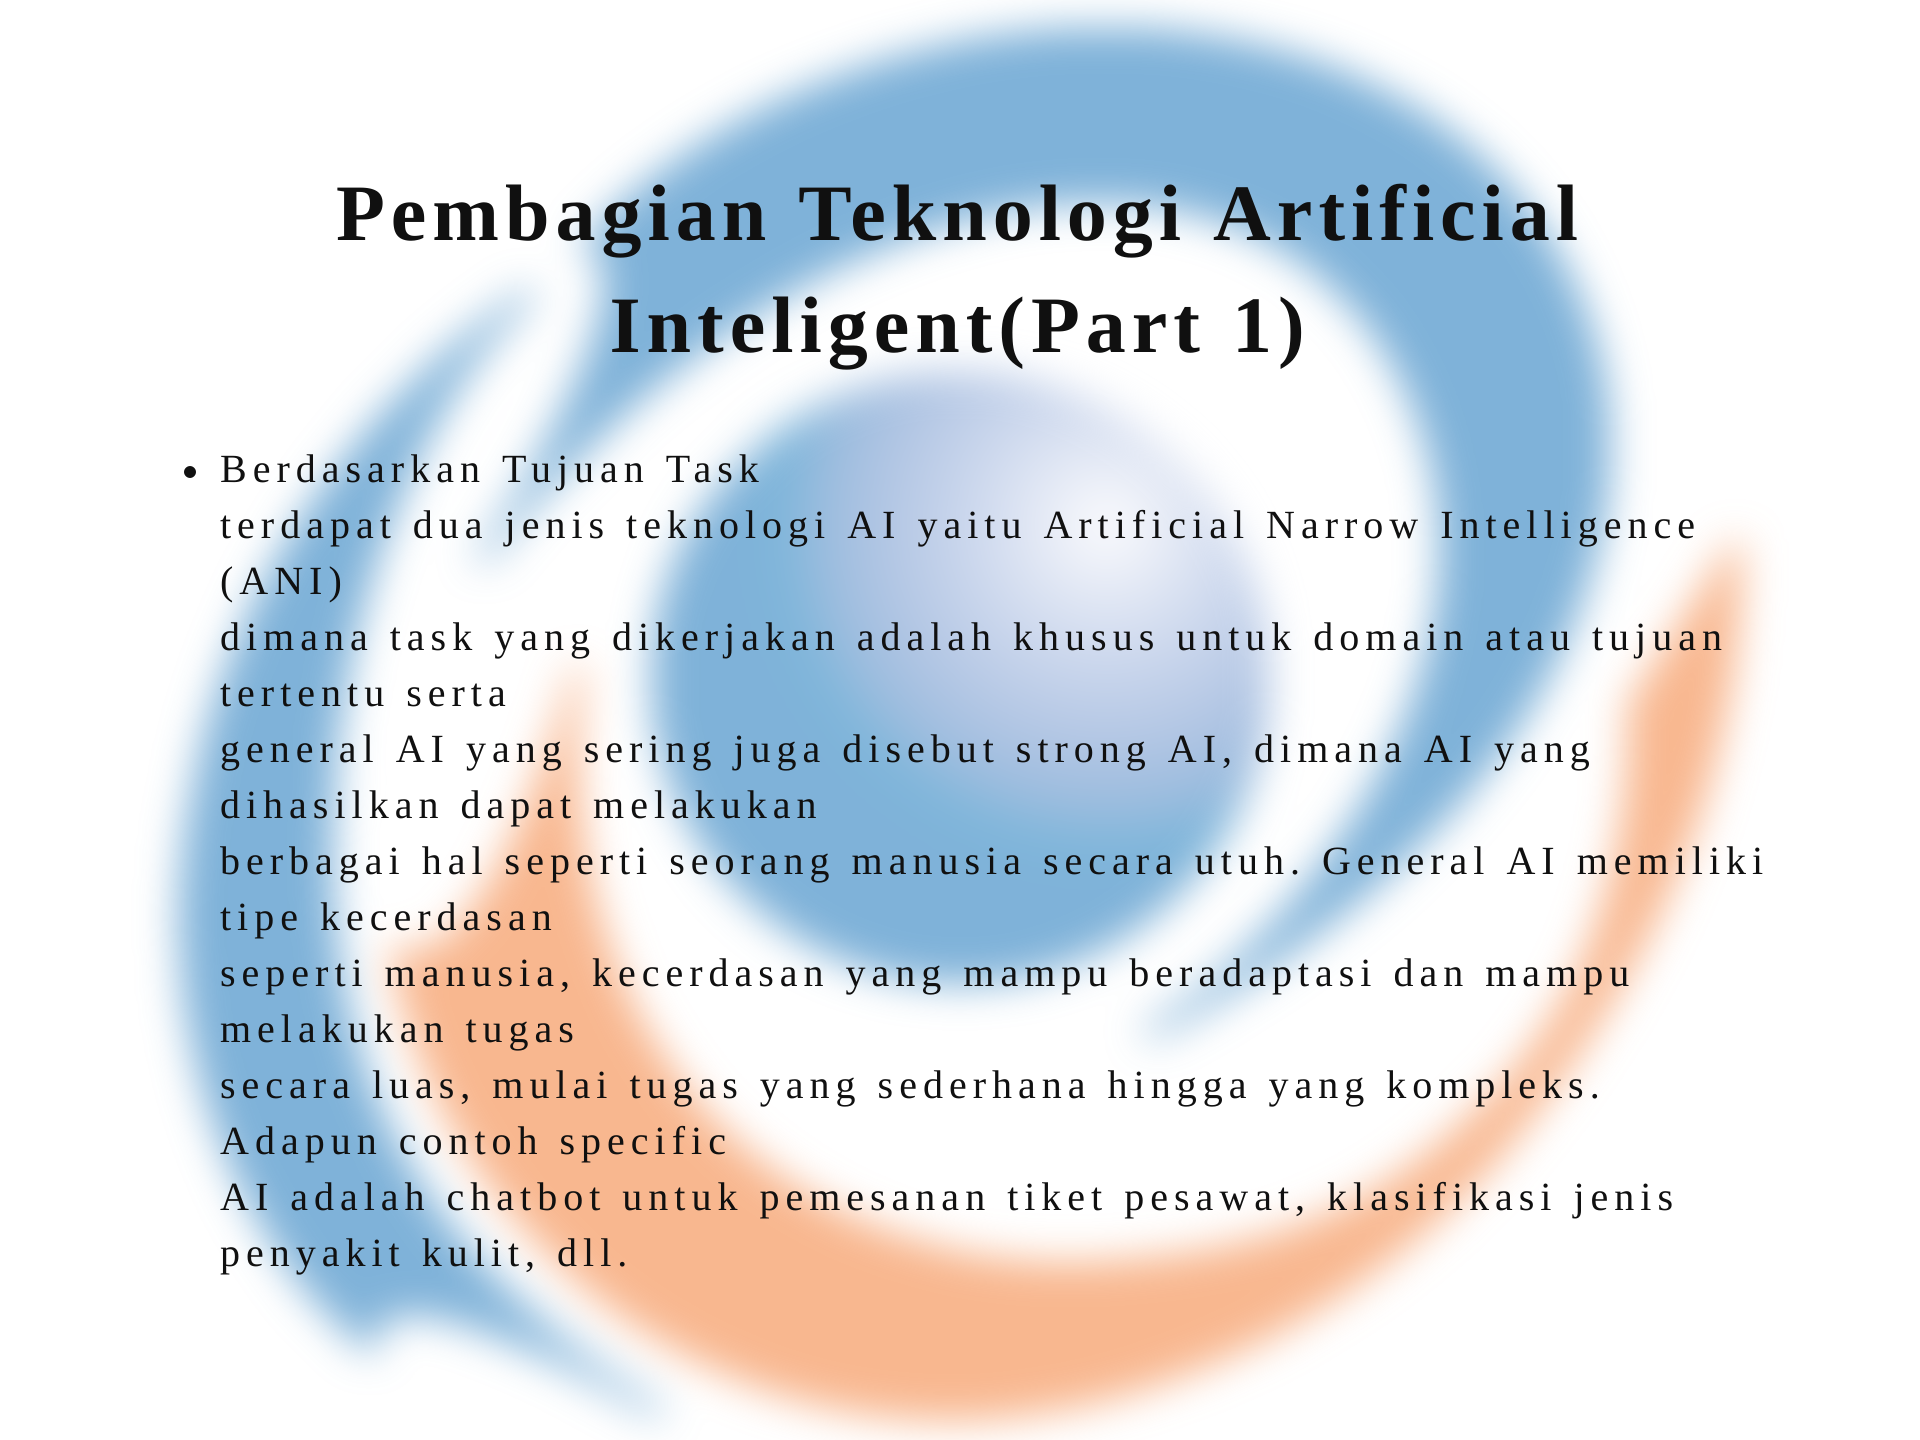 Pembagian Teknologi Artificial
Inteligent(Part 1)
• Berdasarkan Tujuan Task
terdapat dua jenis teknologi AI yaitu Artificial Narrow Intelligence
(ANI)
dimana task yang dikerjakan adalah khusus untuk domain atau tujuan
tertentu serta
general AI yang sering juga disebut strong AI, dimana AI yang
dihasilkan dapat melakukan
berbagai hal seperti seorang manusia secara utuh. General AI memiliki
tipe kecerdasan
seperti manusia, kecerdasan yang mampu beradaptasi dan mampu
melakukan tugas
secara luas, mulai tugas yang sederhana hingga yang kompleks.
Adapun contoh specific
AI adalah chatbot untuk pemesanan tiket pesawat, klasifikasi jenis
penyakit kulit, dll.